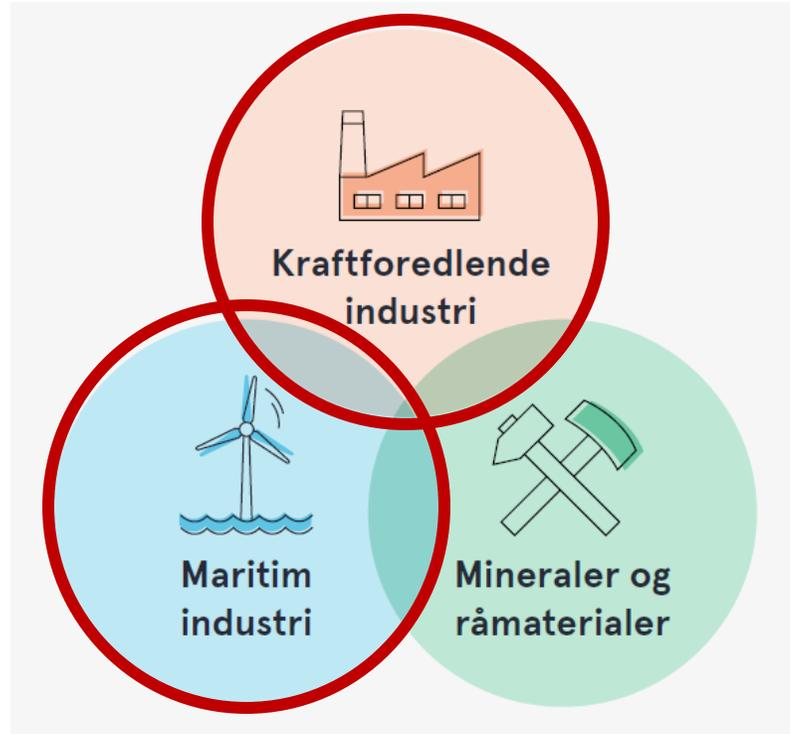 Kraftforedlende
industri
Maritim
industri
Mineraler og
råmaterialer